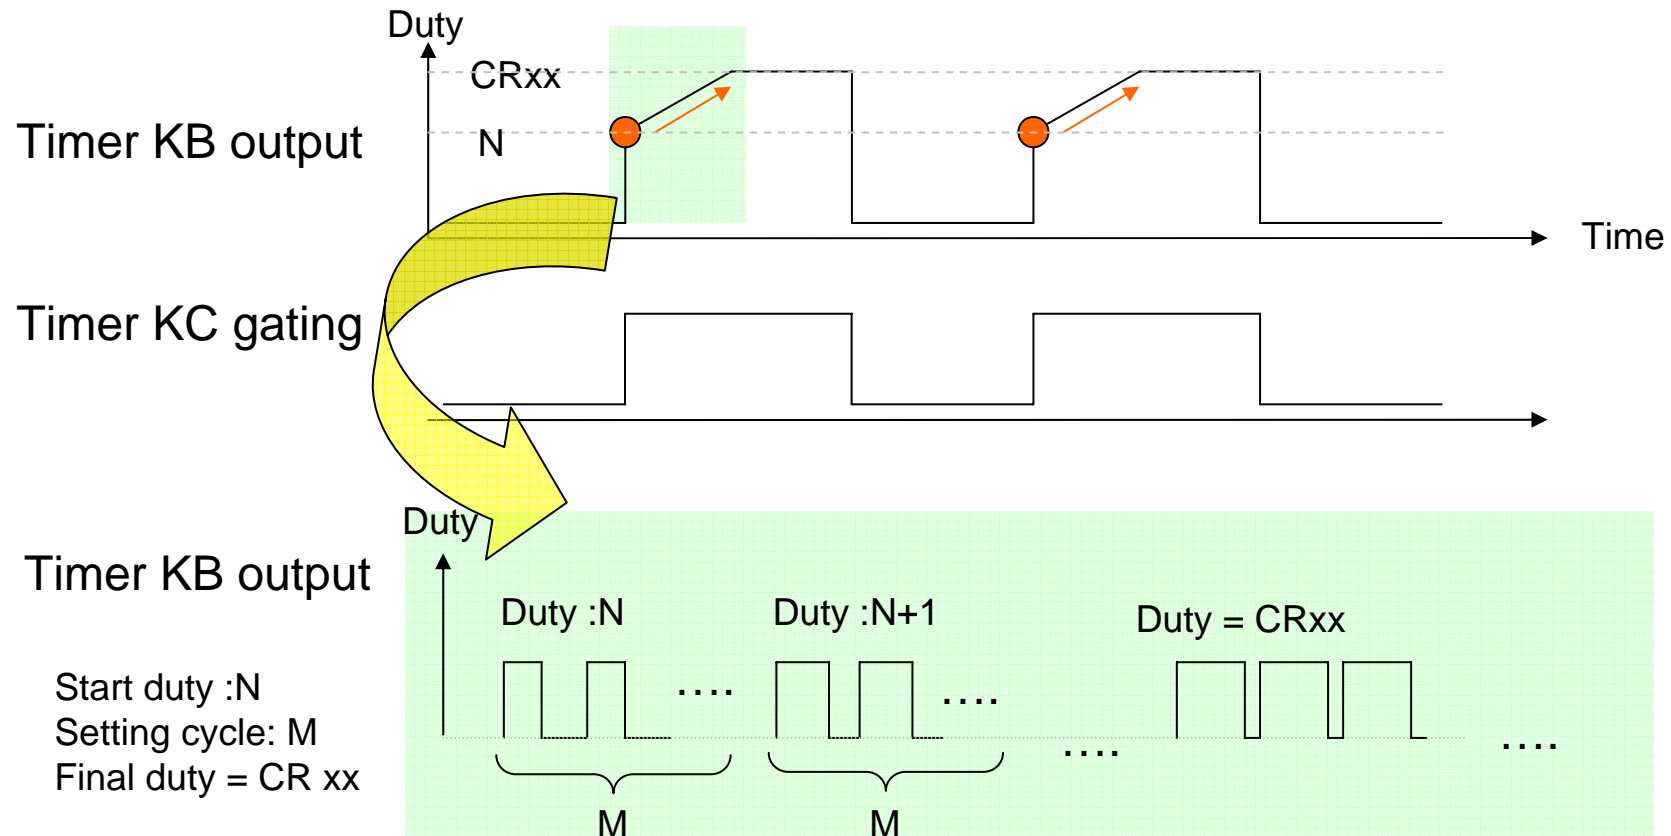 Duty
CRxx
Timer KB output
N
Time
Timer KC gating
Duty
Timer KB output
Duty :N
Duty :N+1
Duty = CRxx
Start duty :N
Setting cycle: M
Final duty = CR xx
....
....
....
....
M
M